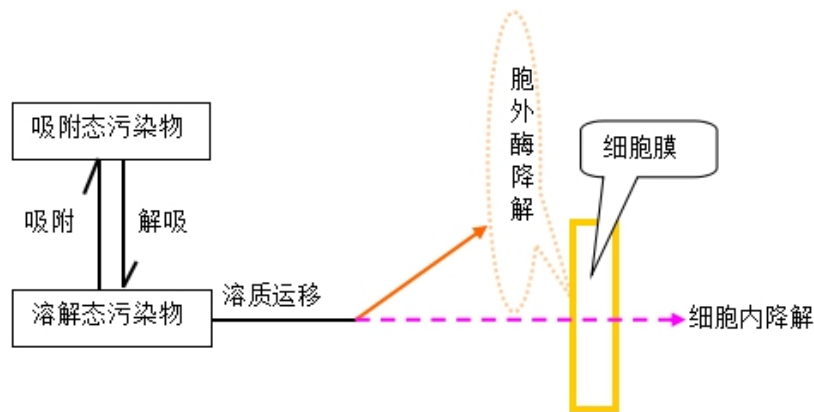 胞外酶降解
细胞膜
吸附态污染物
吸附
解吸
溶质运移
溶解态污染物
细胞内降解